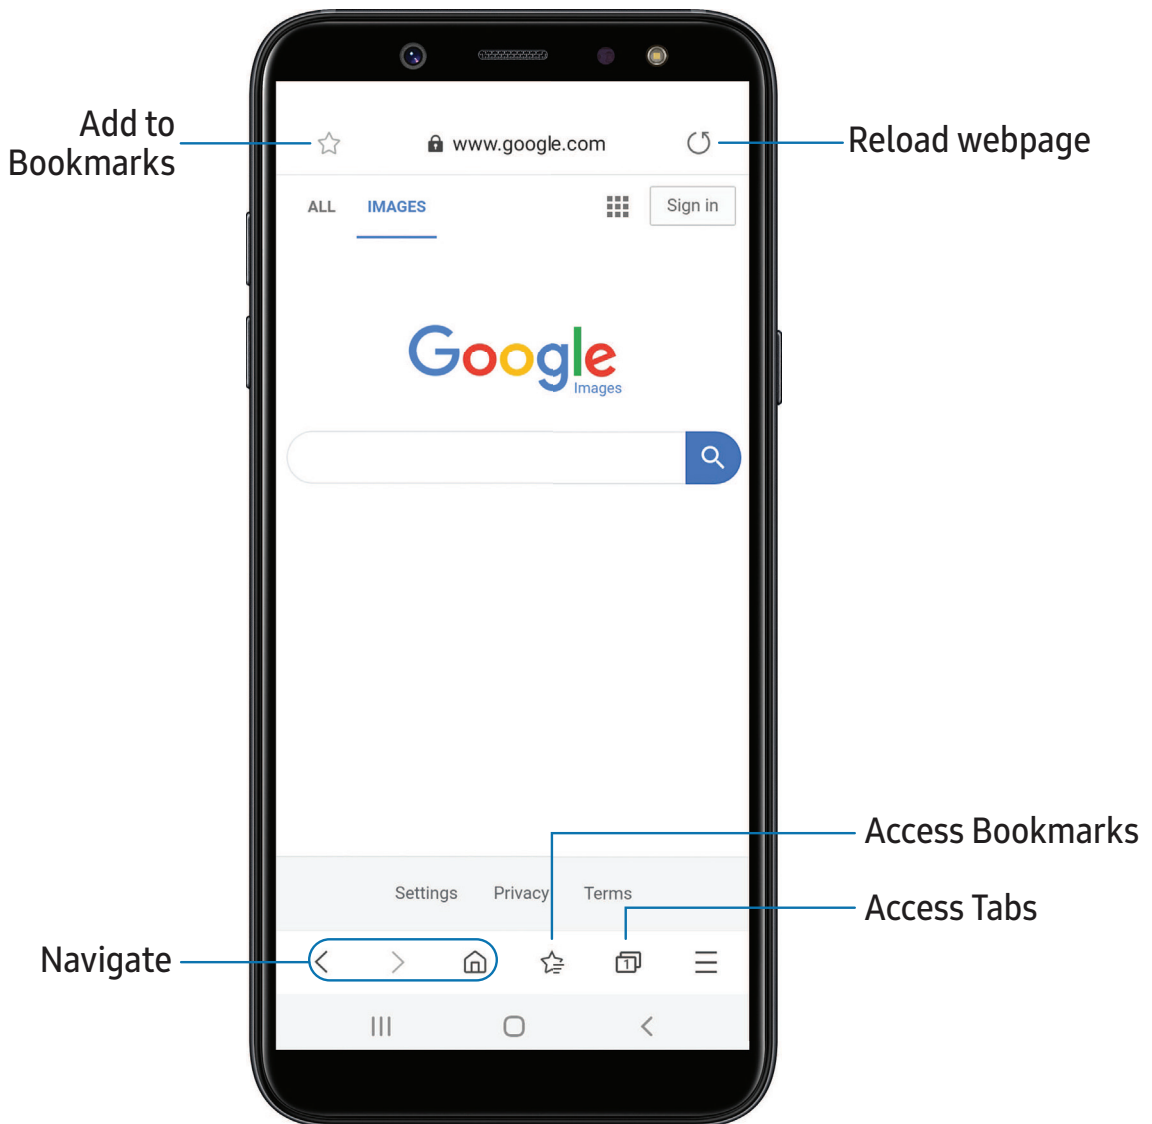 Add to
Bookmarks
www.google.com
Reload webpage
ALL IMAGES Sign in
Google
Images
Access Bookmarks
Settings Privacy Terms
Access Tabs
Navigate
1